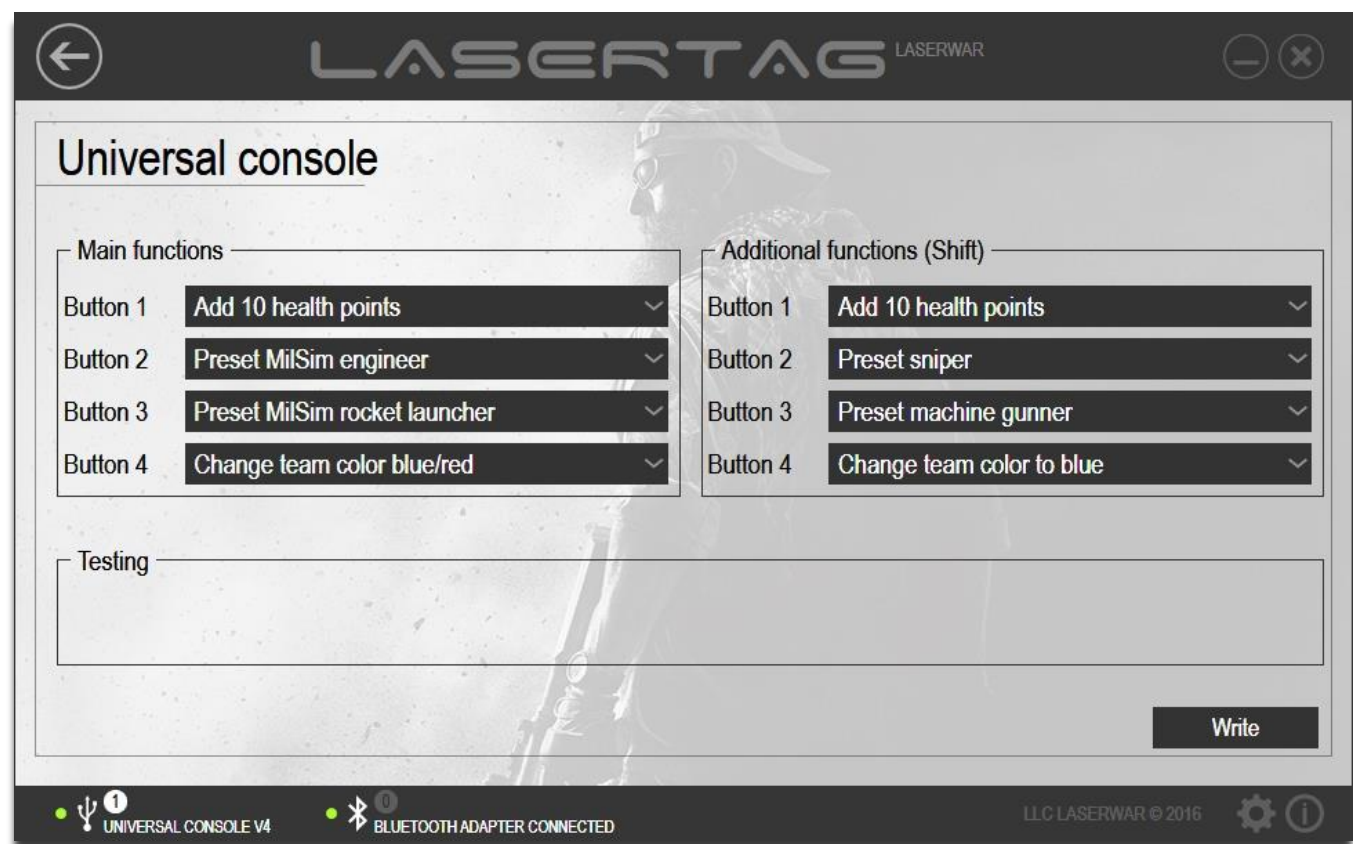 LASERTAG LASERWAR
Universal console
Main functions
Button 1 Add 10 health points
Button 2 Preset MilSim engineer
Button 3 Preset MilSim rocket launcher
Button 4 Change team color blue/red
Additional functions (Shift)
Button 1 Add 10 health points
Button 2 Preset sniper
Button 3 Preset machine gunner
Button 4 Change team color to blue
Testing
Write
1
UNIVERSAL CONSOLE V4
0
BLUETOOTH ADAPTER CONNECTED
LLC LASERWAR © 2016